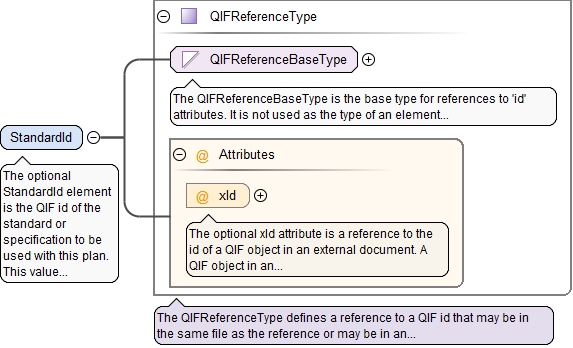 QIFReferenceType
QIFReferenceBaseType
The QIFReferenceBaseType is the base type for references to 'id'
attributes. It is not used as the type of an element...
StandardId
The optional
StandardId element
is the QIF id of the
standard or
specification to be
used with this plan.
This value...
@ Attributes
@ xId
The optional xId attribute is a reference to the
id of a QIF object in an external document. A
QIF object in an...
The QIFReferenceType defines a reference to a QIF id that may be in
the same file as the reference or may be in an...